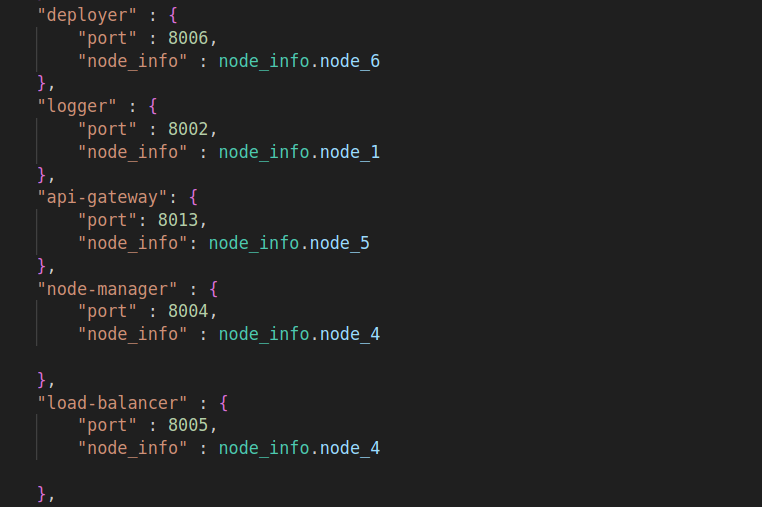 "deployer" : {
    "port" : 8006,
    "node_info" : node_info.node_6
},
"logger" : {
    "port" : 8002,
    "node_info" : node_info.node_1
},
"api-gateway": {
    "port": 8013,
    "node_info": node_info.node_5
},
"node-manager" : {
    "port" : 8004,
    "node_info" : node_info.node_4
},
"load-balancer" : {
    "port" : 8005,
    "node_info" : node_info.node_4
},